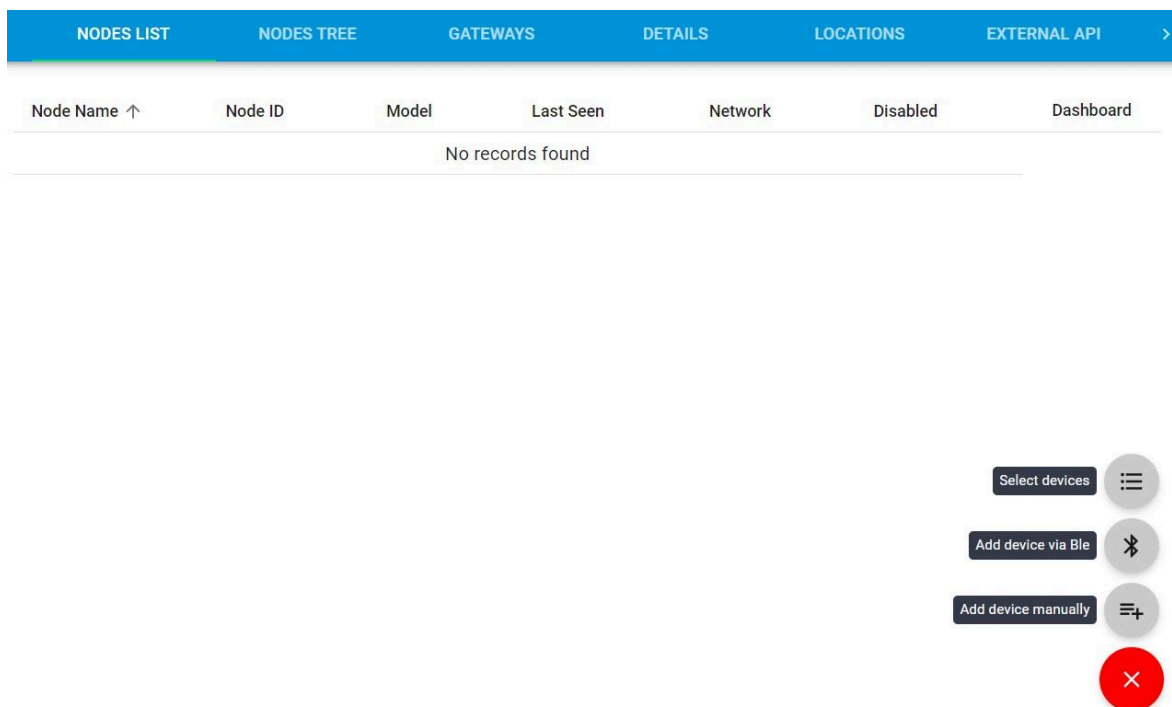 NODES LIST NODES TREE GATEWAYS DETAILS LOCATIONS EXTERNAL API
Node Name Node ID Model Last Seen Network Disabled Dashboard
No records found
Select devices
Add device via Ble
Add device manually